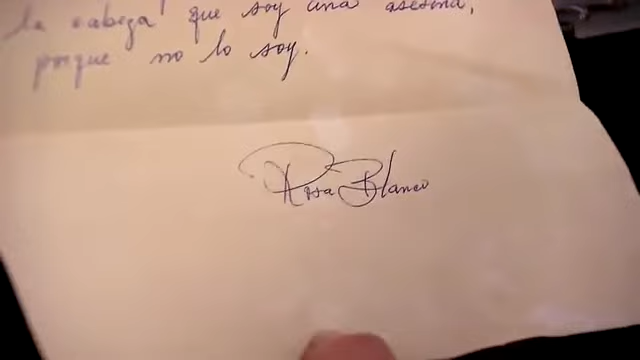 la cabeza que soy una asesina,
porque no lo soy.
Rosa Blanco